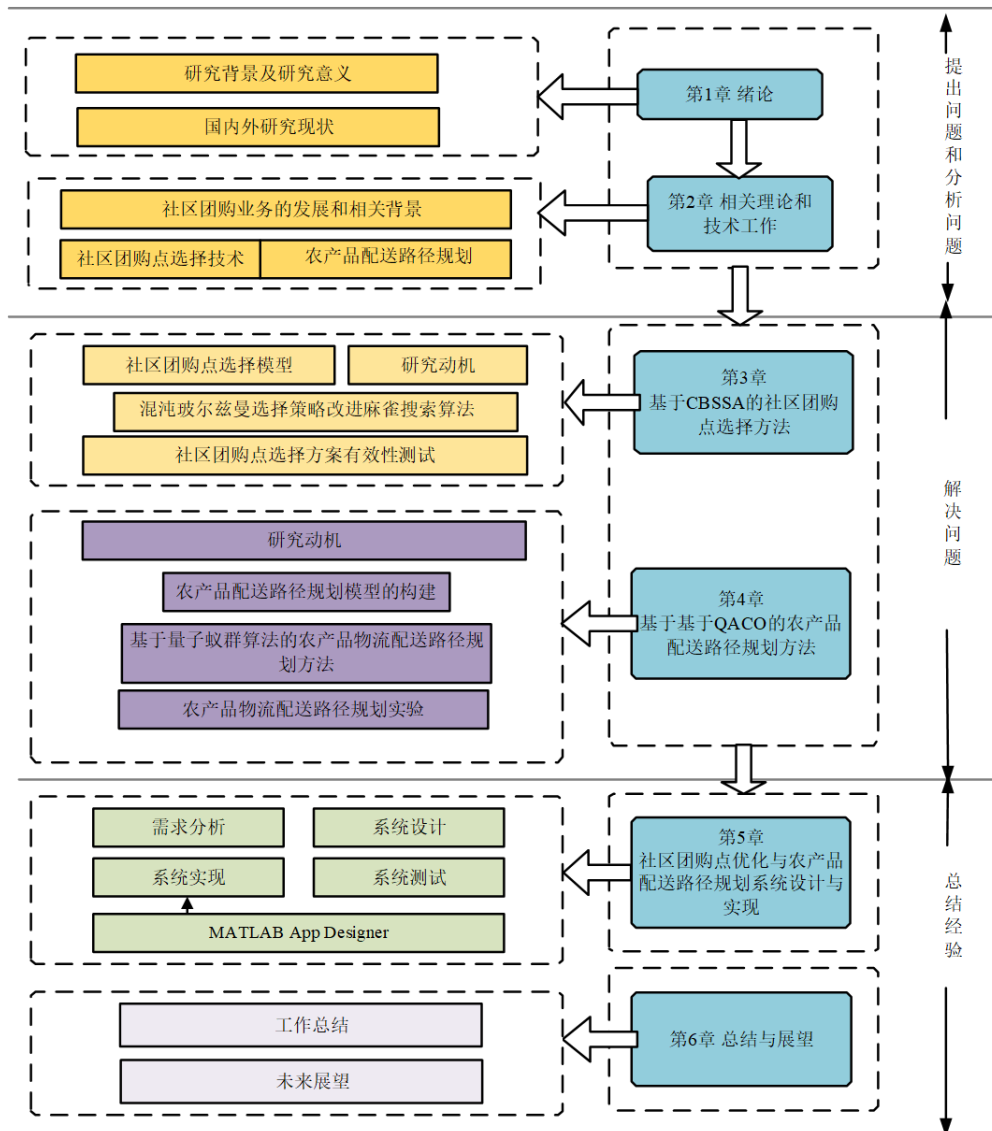 研究背景及研究意义
国内外研究现状
第1章 绪论
社区团购业务的发展和相关背景
社区团购点选择技术
农产品配送路径规划
第2章 相关理论和
技术工作
提出问题和分析问题
社区团购点选择模型
研究动机
混沌玻尔兹曼选择策略改进麻雀搜索算法
社区团购点选择方案有效性测试
第3章
基于CBSSA的社区团购
点选择方法
研究动机
农产品配送路径规划模型的构建
基于量子蚁群算法的农产品物流配送路径规
划方法
农产品物流配送路径规划实验
第4章
基于基于QACO的农产品
配送路径规划方法
解决问题
需求分析
系统设计
系统实现
系统测试
MATLAB App Designer
第5章
社区团购点优化与农产品
配送路径规划系统设计与
实现
工作总结
未来展望
第6章 总结与展望
总结经验